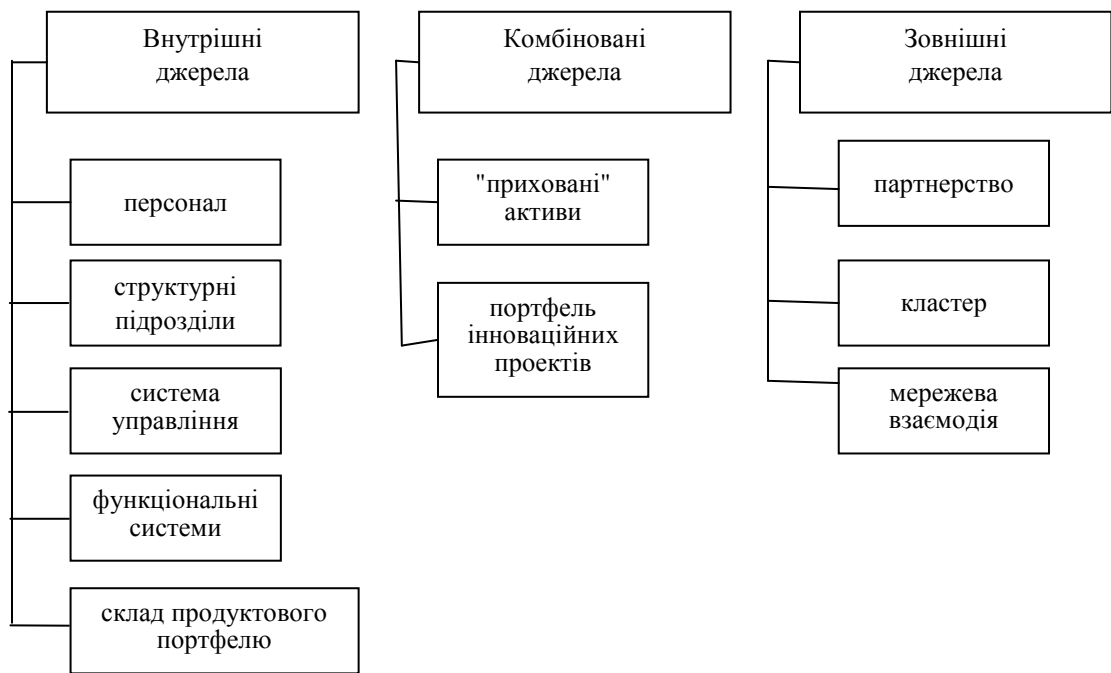 Внутрішні
джерела
персонал
структурні
підрозділи
система
управління
функціональні
системи
склад продуктового
портфелю
Комбіновані
джерела
"приховані"
активи
портфель
інноваційних
проектів
Зовнішні
джерела
партнерство
кластер
мережева
взаємодія